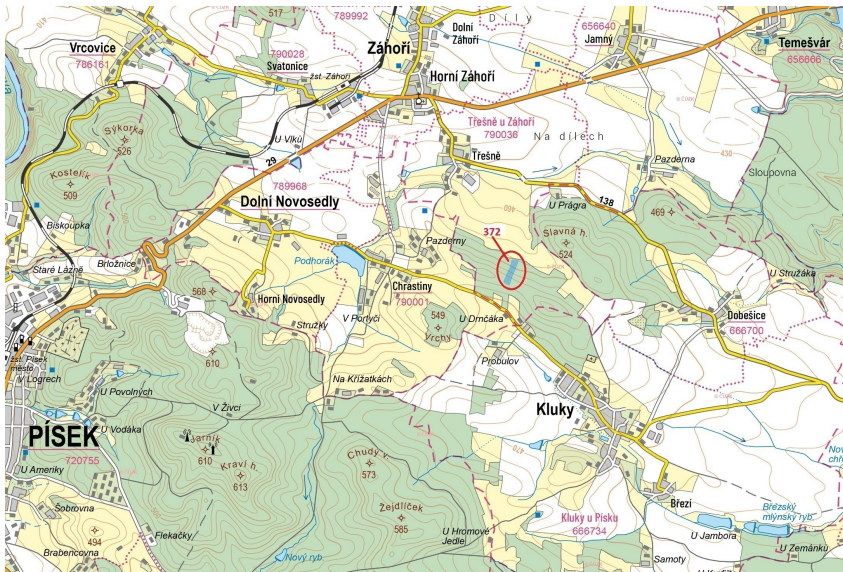 517
789992
Díly
656640
Vrcovice
786161
Záhoří
Dolní
Záhoří
Jamný
Temešvár
656666
790028
Svatonice
žst. Záhoří
Horní Záhoří
Sýkorka
526
U Vlků
29
Třešně u Záhoří
790036
Na dílech
Třešně
Pazderna
430
Kostelík
509
789968
Sloupovna
Dolní Novosedly
138
U Prágra
469
Biskoupka
460
372
Slavná h.
524
Pazderny
Staré Lázně
Brložnice
Podhorák
U Stružáka
568
Horní Novosedly
Chrastiny
790001
Dobešice
666700
V Portyči
549
Vrchy
U Drnčáka
Stružky
žst. Písek
město
V Logrech
610
Probulov
Na Křížatkách
U Povolných
V Živci
Kluky
PÍSEK
720755
U Vodáka
Jarník
610
Kraví h.
613
Chudý v.
573
470
U Ameriky
Březí
Šobrovna
Žejdlíček
585
Kluky u Písku
666734
Březský
mlýnský ryb.
494
Flekačky
U Hromové
Jedle
U Jambora
U Zemánků
Brabencovna
Nový ryb.
Samoty